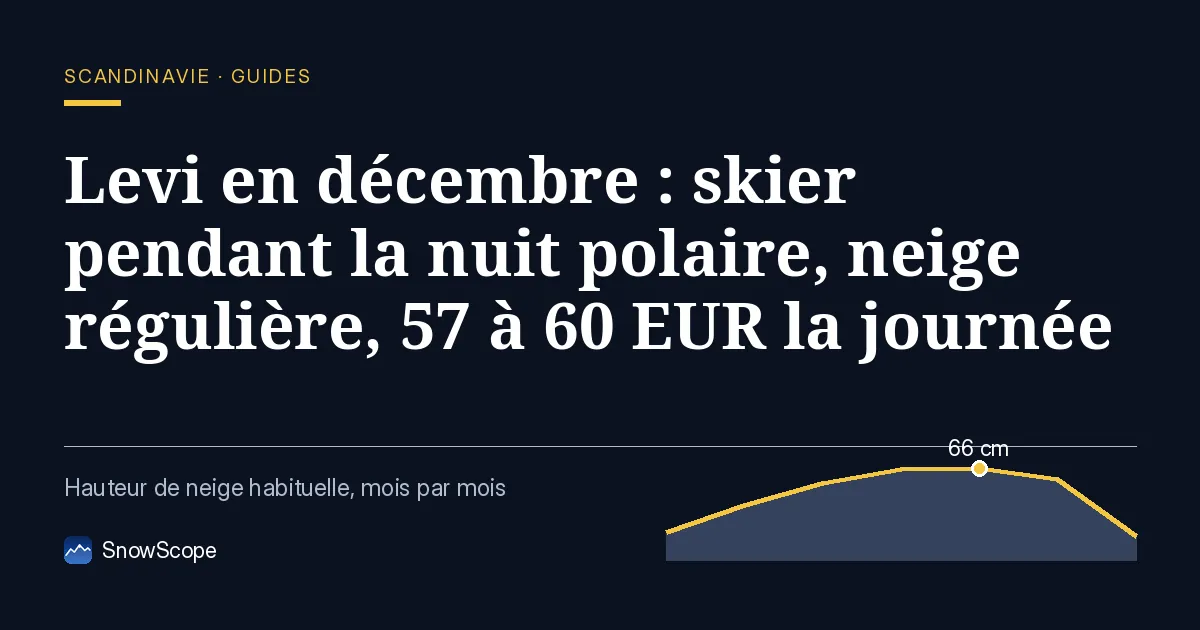 SCANDINAVIE · GUIDES
Levi en décembre : skier
pendant la nuit polaire, neige
régulière, 57 à 60 EUR la journée
66 cm
Hauteur de neige habituelle, mois par mois
SnowScope